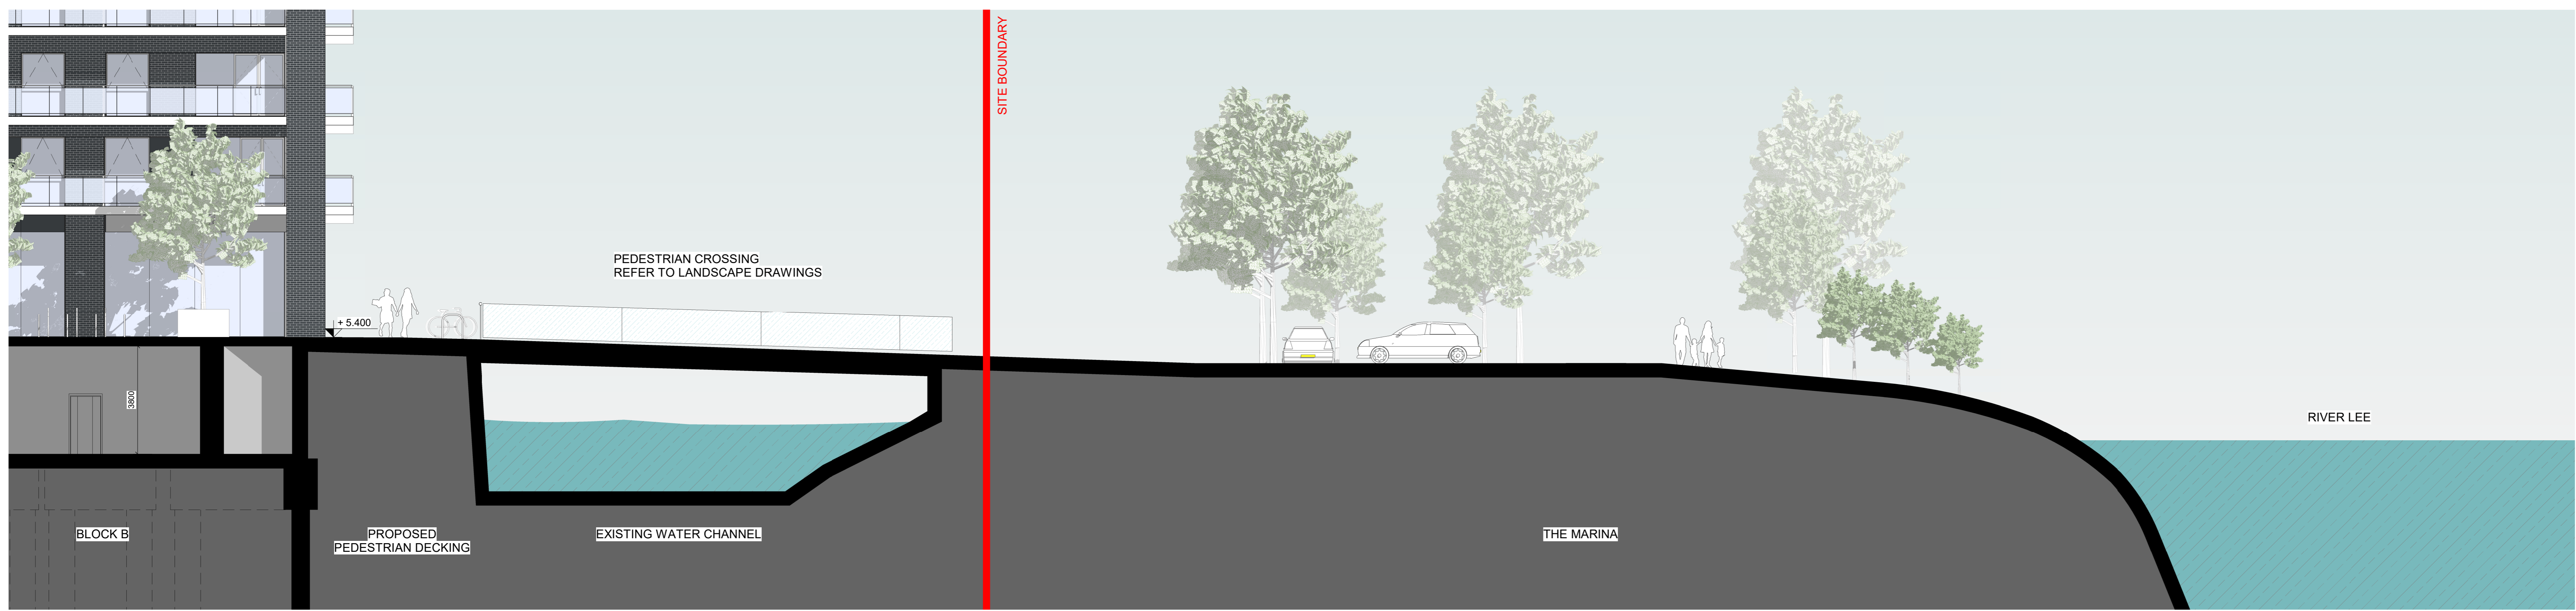 SITE BOUNDARY
PEDESTRIAN CROSSING
REFER TO LANDSCAPE DRAWINGS
+ 5.400
3800
RIVER LEE
BLOCK B
PROPOSED
PEDESTRIAN DECKING
EXISTING WATER CHANNEL
THE MARINA